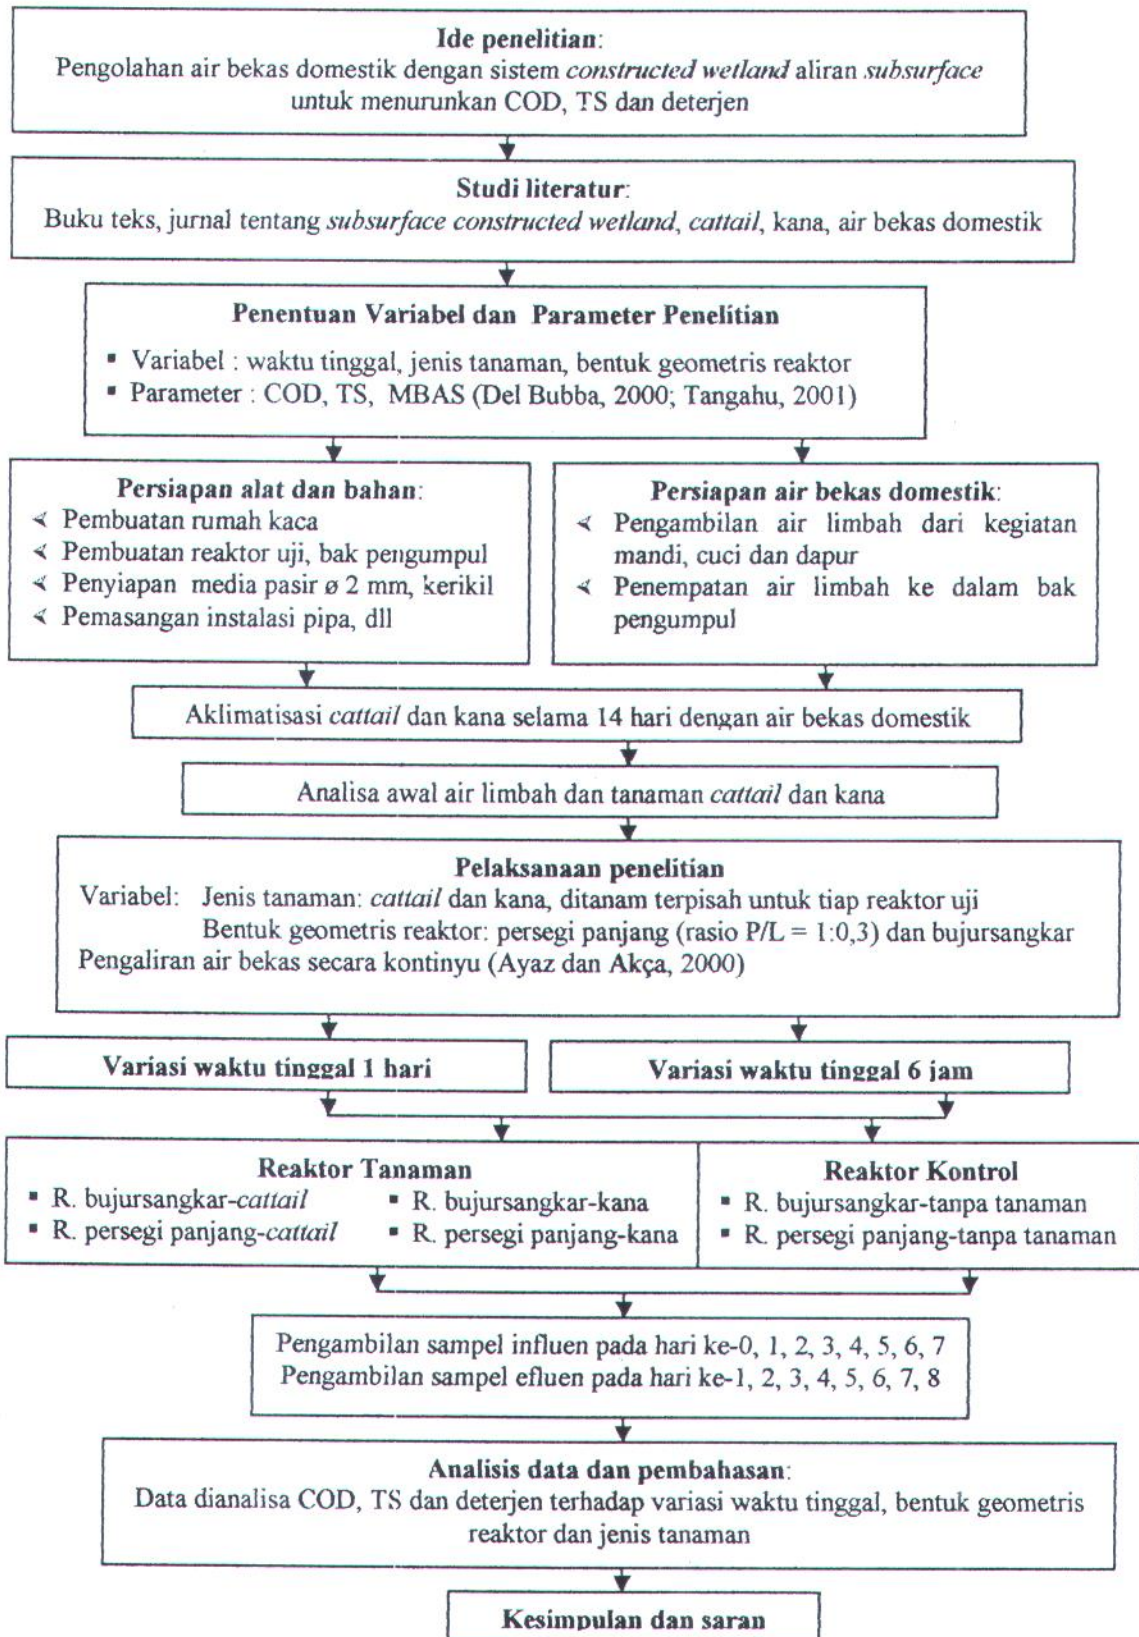 Ide penelitian:
Pengolahan air bekas domestik dengan sistem constructed wetland aliran subsurface
untuk menurunkan COD, TS dan deterjen
Studi literatur:
Buku teks, jurnal tentang subsurface constructed wetland, cattail, kana, air bekas domestik
Penentuan Variabel dan Parameter Penelitian
▪ Variabel : waktu tinggal, jenis tanaman, bentuk geometris reaktor
▪ Parameter : COD, TS, MBAS (Del Bubba, 2000; Tangahu, 2001)
Persiapan alat dan bahan:
⮜ Pembuatan rumah kaca
⮜ Pembuatan reaktor uji, bak pengumpul
⮜ Penyiapan media pasir ø 2 mm, kerikil
⮜ Pemasangan instalasi pipa, dll
Persiapan air bekas domestik:
⮜ Pengambilan air limbah dari kegiatan
mandi, cuci dan dapur
⮜ Penempatan air limbah ke dalam bak
pengumpul
Aklimatisasi cattail dan kana selama 14 hari dengan air bekas domestik
Analisa awal air limbah dan tanaman cattail dan kana
Pelaksanaan penelitian
Variabel: Jenis tanaman: cattail dan kana, ditanam terpisah untuk tiap reaktor uji
Bentuk geometris reaktor: persegi panjang (rasio P/L = 1:0,3) dan bujursangkar
Pengaliran air bekas secara kontinyu (Ayaz dan Akça, 2000)
Variasi waktu tinggal 1 hari
Variasi waktu tinggal 6 jam
Reaktor Tanaman
▪ R. bujursangkar-cattail ▪ R. bujursangkar-kana
▪ R. persegi panjang-cattail ▪ R. persegi panjang-kana
Reaktor Kontrol
▪ R. bujursangkar-tanpa tanaman
▪ R. persegi panjang-tanpa tanaman
Pengambilan sampel influen pada hari ke-0, 1, 2, 3, 4, 5, 6, 7
Pengambilan sampel efluen pada hari ke-1, 2, 3, 4, 5, 6, 7, 8
Analisis data dan pembahasan:
Data dianalisa COD, TS dan deterjen terhadap variasi waktu tinggal, bentuk geometris
reaktor dan jenis tanaman
Kesimpulan dan saran